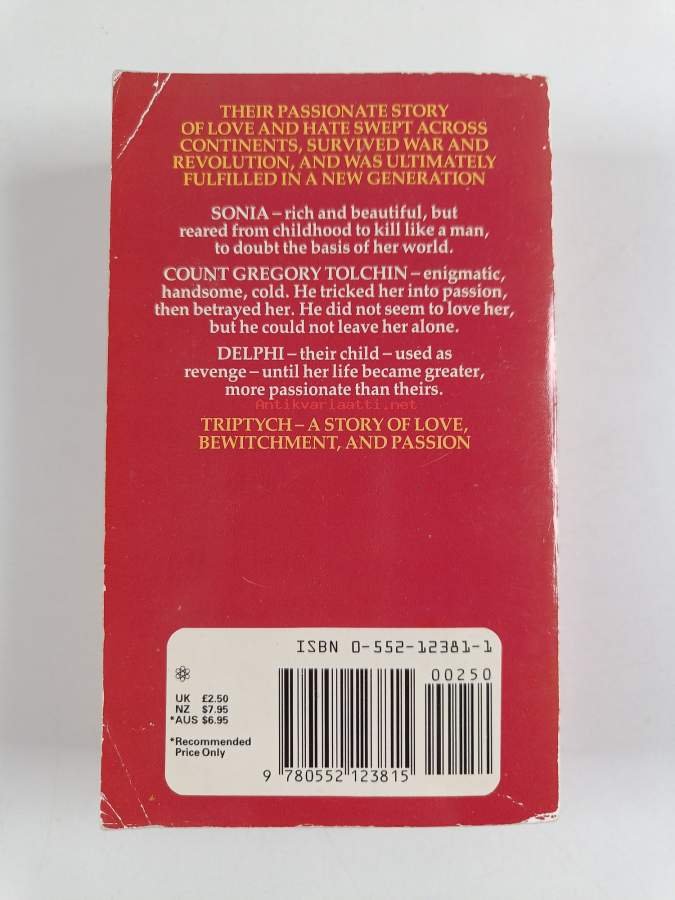 THEIR PASSIONATE STORY
OF LOVE AND HATE SWEPT ACROSS
CONTINENTS, SURVIVED WAR AND
REVOLUTION, AND WAS ULTIMATELY
FULFILLED IN A NEW GENERATION
SONIA – rich and beautiful, but
reared from childhood to kill like a man,
to doubt the basis of her world.
COUNT GREGORY TOLCHIN – enigmatic,
handsome, cold. He tricked her into passion,
then betrayed her. He did not seem to love her,
but he could not leave her alone.
DELPHI – their child – used as
revenge – until her life became greater,
more passionate than theirs.
Antikvariaatti.net
TRIPTYCH – A STORY OF LOVE,
BEWITCHMENT, AND PASSION
ISBN 0-552-12381-1
00250
UK £2.50
NZ $7.95
*AUS $6.95
*Recommended
Price Only
9 780552 123815